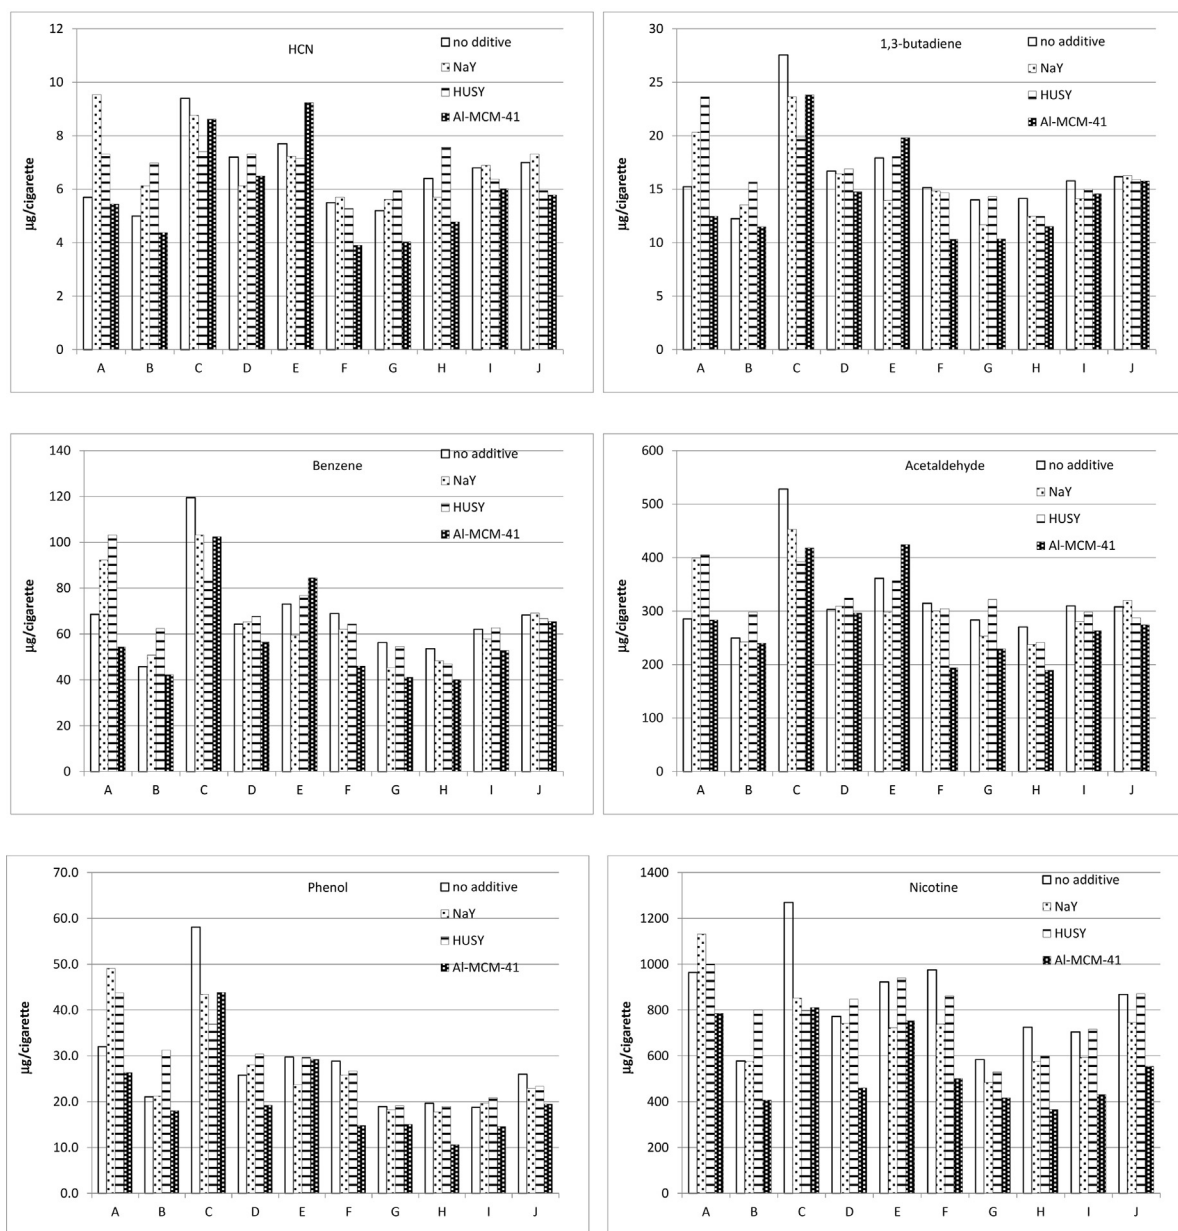 HCN
no dditive
NaY
HUSY
Al-MCM-41
µg/cigarette
12
10
8
6
4
2
0
A B C D E F G H I J
1,3-butadiene
no additive
NaY
HUSY
Al-MCM-41
µg/cigarette
30
25
20
15
10
5
0
A B C D E F G H I J
Benzene
no additive
NaY
HUSY
Al-MCM-41
µg/cigarette
140
120
100
80
60
40
20
0
A B C D E F G H I J
Acetaldehyde
no additive
NaY
HUSY
Al-MCM-41
µg/cigarette
600
500
400
300
200
100
0
A B C D E F G H I J
Phenol
no additive
NaY
HUSY
Al-MCM-41
µg/cigarette
70.0
60.0
50.0
40.0
30.0
20.0
10.0
0.0
A B C D E F G H I J
Nicotine
no additive
NaY
HUSY
Al-MCM-41
µg/cigarette
1400
1200
1000
800
600
400
200
0
A B C D E F G H I J